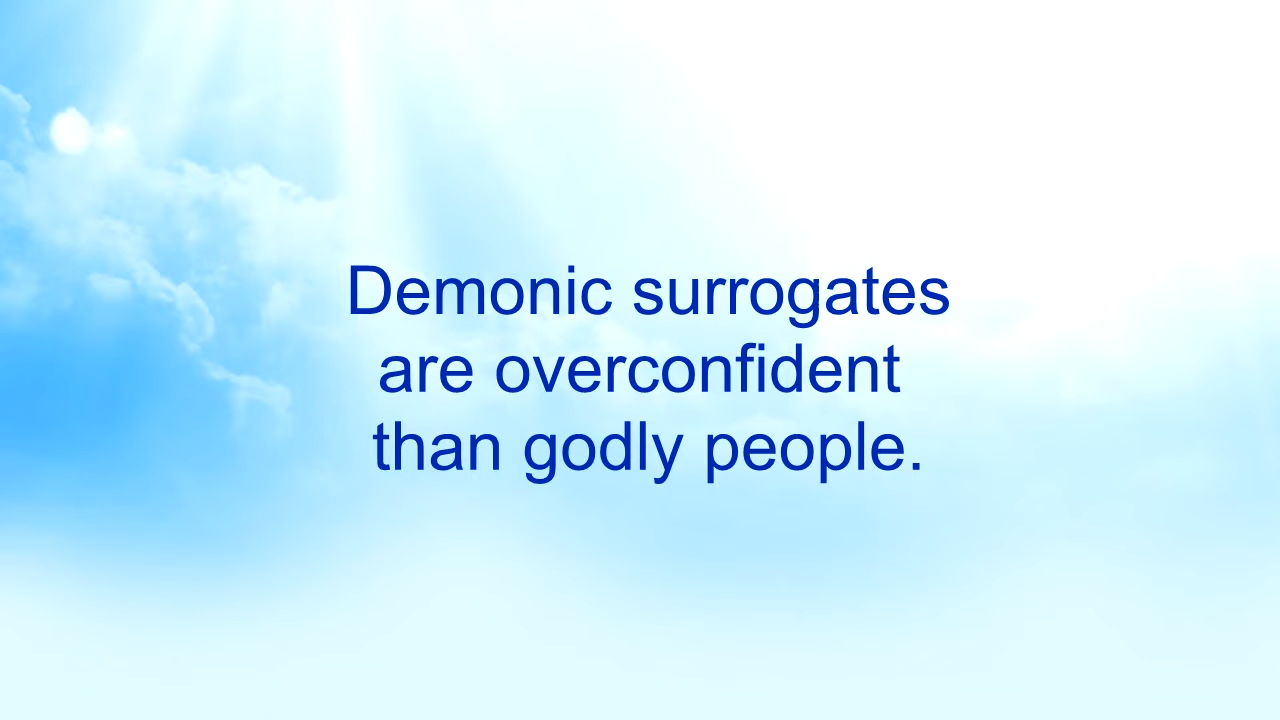 Demonic surrogates
are overconfident
than godly people.